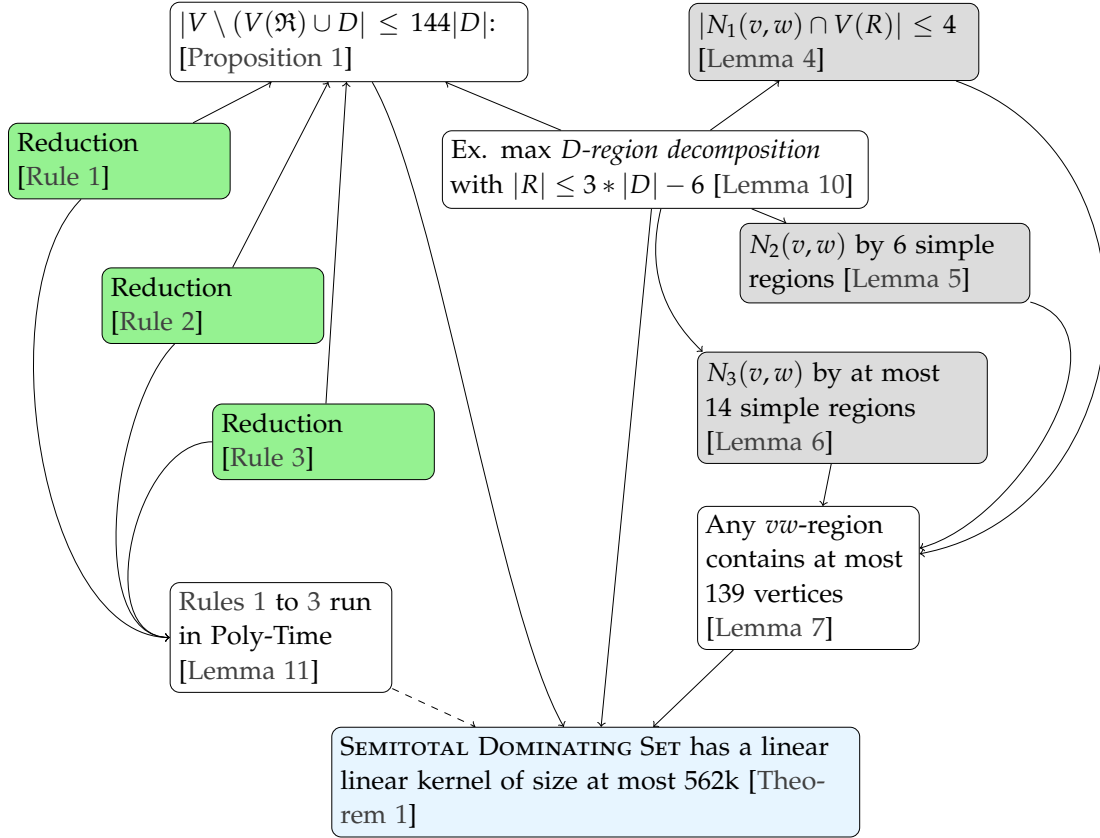 |V \ (V(ℜ) ∪ D| ≤ 144|D|:
[Proposition 1]
|N₁(v, w) ∩ V(R)| ≤ 4
[Lemma 4]
Reduction
[Rule 1]
Ex. max D-region decomposition
with |R| ≤ 3 ∗ |D| − 6 [Lemma 10]
N₂(v, w) by 6 simple
regions [Lemma 5]
Reduction
[Rule 2]
N₃(v, w) by at most
14 simple regions
[Lemma 6]
Reduction
[Rule 3]
Any vw-region
contains at most
139 vertices
[Lemma 7]
Rules 1 to 3 run
in Poly-Time
[Lemma 11]
Semitotal Dominating Set has a linear
linear kernel of size at most 562k [Theo-
rem 1]